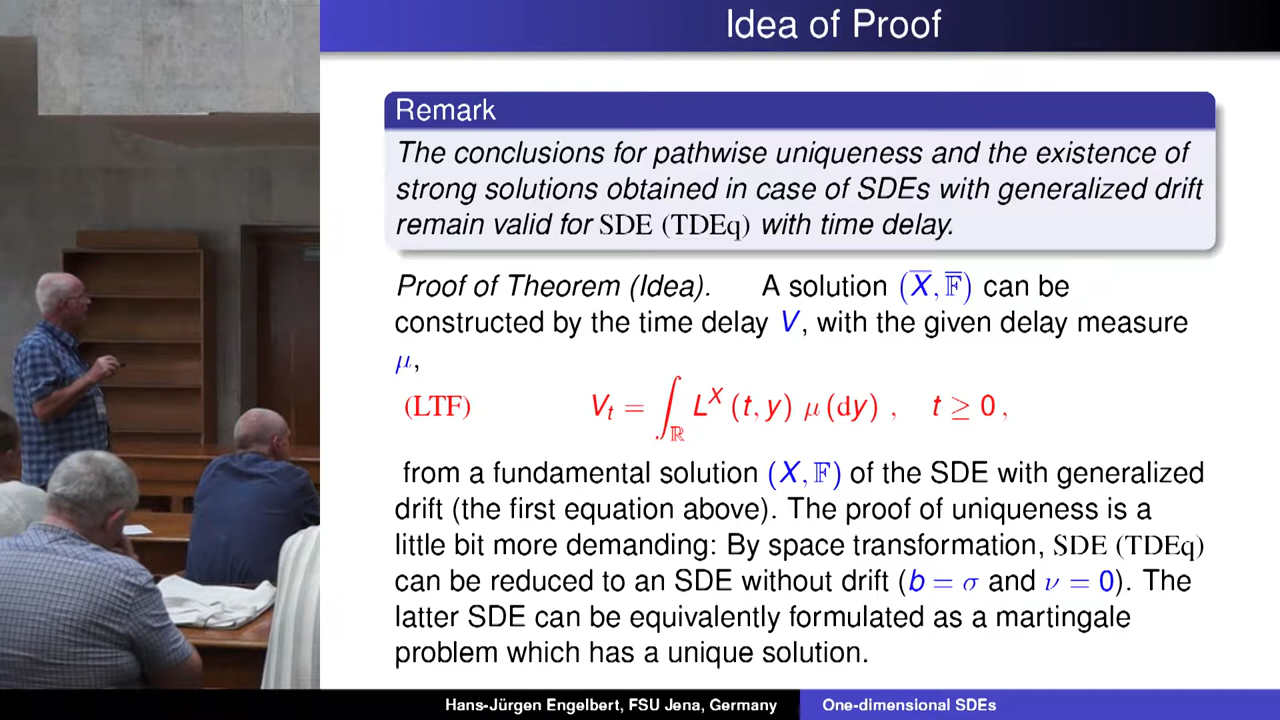 Idea of Proof
Remark
The conclusions for pathwise uniqueness and the existence of
strong solutions obtained in case of SDEs with generalized drift
remain valid for SDE (TDEq) with time delay.
Proof of Theorem (Idea). A solution (X̅, 𝔽̅) can be
constructed by the time delay V, with the given delay measure
μ,
(LTF) V_t = ∫_ℝ L^X (t, y) μ (dy) , t ≥ 0 ,
from a fundamental solution (X, 𝔽) of the SDE with generalized
drift (the first equation above). The proof of uniqueness is a
little bit more demanding: By space transformation, SDE (TDEq)
can be reduced to an SDE without drift (b = σ and ν = 0). The
latter SDE can be equivalently formulated as a martingale
problem which has a unique solution.
Hans-Jürgen Engelbert, FSU Jena, Germany One-dimensional SDEs